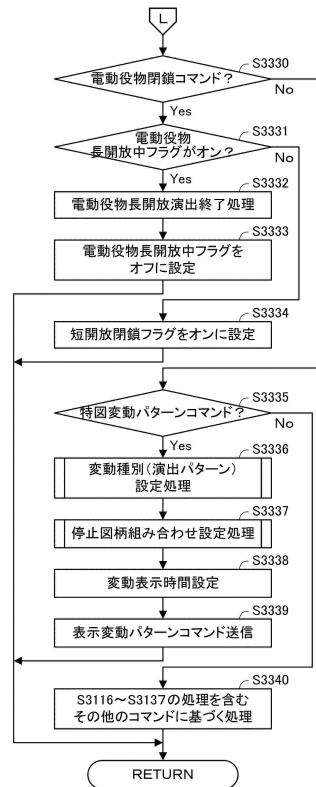 L
S3330
電動役物閉鎖コマンド？
No
Yes
S3331
電動役物
長開放中フラグがオン？
No
Yes
S3332
電動役物長開放演出終了処理
S3333
電動役物長開放中フラグを
オフに設定
S3334
短開放閉鎖フラグをオンに設定
S3335
特図変動パターンコマンド？
No
Yes
S3336
変動種別（演出パターン）
設定処理
S3337
停止図柄組み合わせ設定処理
S3338
変動表示時間設定
S3339
表示変動パターンコマンド送信
S3340
S3116～S3137の処理を含む
その他のコマンドに基づく処理
RETURN